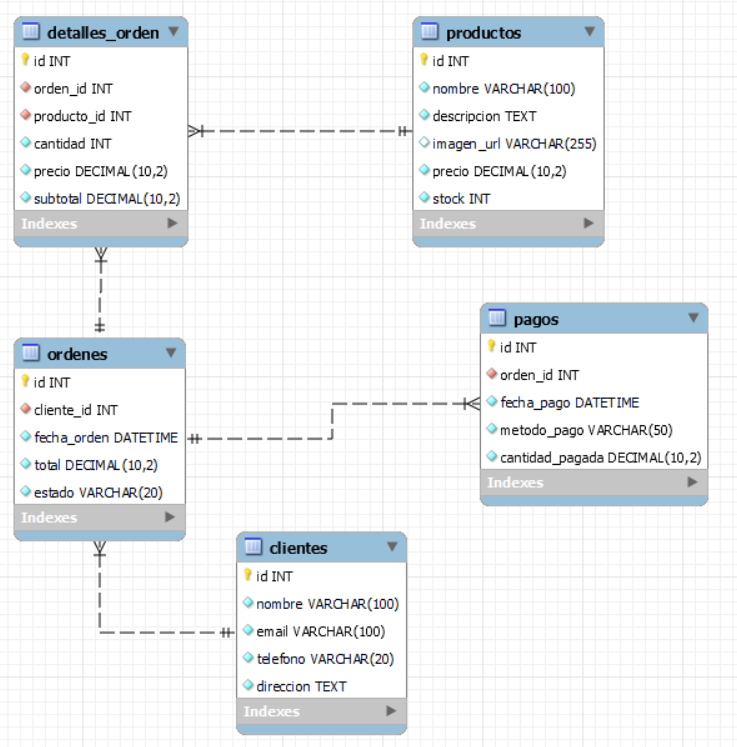 detalles_orden
id INT
orden_id INT
producto_id INT
cantidad INT
precio DECIMAL(10,2)
subtotal DECIMAL(10,2)
Indexes
productos
id INT
nombre VARCHAR(100)
descripcion TEXT
imagen_url VARCHAR(255)
precio DECIMAL(10,2)
stock INT
Indexes
ordenes
id INT
cliente_id INT
fecha_orden DATETIME
total DECIMAL(10,2)
estado VARCHAR(20)
Indexes
pagos
id INT
orden_id INT
fecha_pago DATETIME
metodo_pago VARCHAR(50)
cantidad_pagada DECIMAL(10,2)
Indexes
clientes
id INT
nombre VARCHAR(100)
email VARCHAR(100)
telefono VARCHAR(20)
direccion TEXT
Indexes